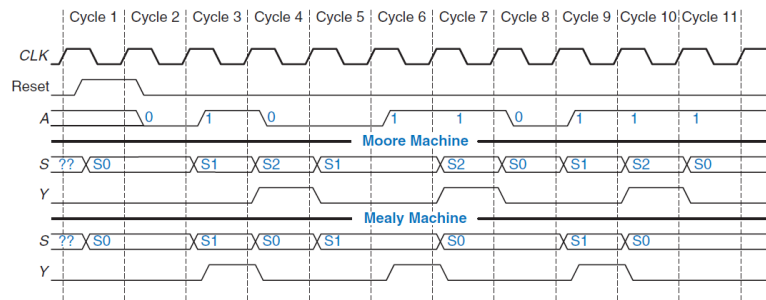 Cycle 1 Cycle 2 Cycle 3 Cycle 4 Cycle 5 Cycle 6 Cycle 7 Cycle 8 Cycle 9 Cycle 10 Cycle 11
CLK
Reset
A 0 1 0 1 1 0 1 1 1
Moore Machine
S ?? S0 S1 S2 S1 S2 S0 S1 S2 S0
Y
Mealy Machine
S ?? S0 S1 S0 S1 S0 S1 S0
Y